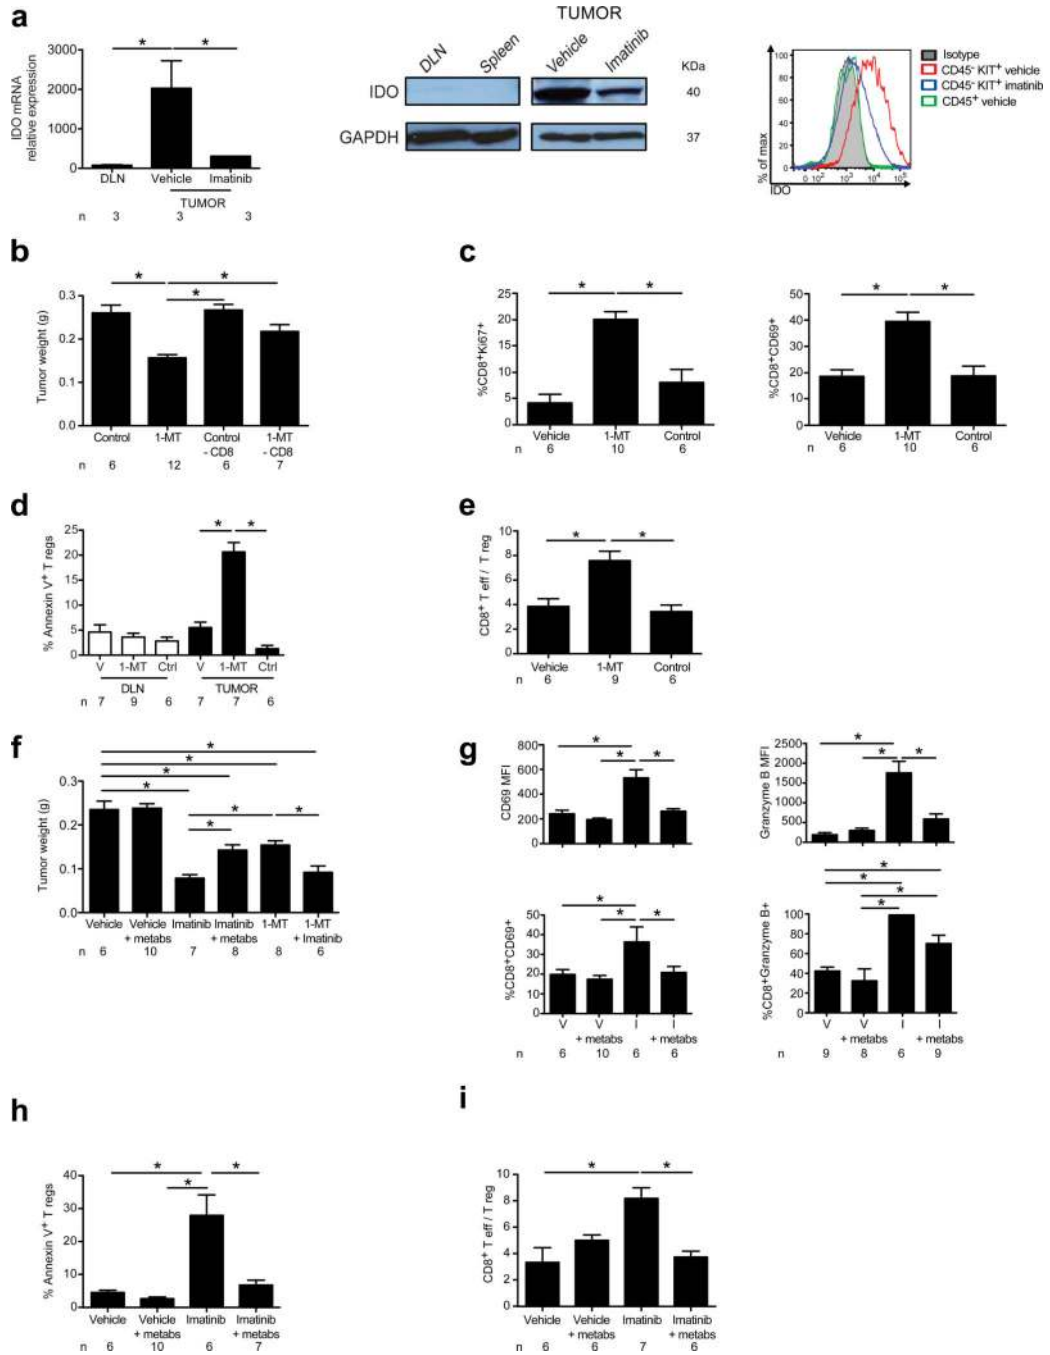 a
TUMOR
*
*
IDO mRNA
relative expression
3000
2000
1000
0
DLN
Vehicle
Imatinib
TUMOR
n 3 3 3
DLN
Spleen
Vehicle
Imatinib
KDa
IDO
40
GAPDH
37
% of max
0 10² 10³ 10⁴ 10⁵
IDO
Isotype
CD45⁻ KIT⁺ vehicle
CD45⁻ KIT⁺ imatinib
CD45⁺ vehicle
b
* *
*
Tumor weight (g)
0.3
0.2
0.1
0.0
Control 1-MT Control 1-MT
- CD8 - CD8
n 6 12 6 7
c
* *
%CD8⁺Ki67⁺
25
20
15
10
5
0
Vehicle 1-MT Control
n 6 10 6
* *
%CD8⁺CD69⁺
50
40
30
20
10
0
Vehicle 1-MT Control
6 10 6
d
* *
% Annexin V⁺ T regs
25
20
15
10
5
0
V 1-MT Ctrl V 1-MT Ctrl
DLN TUMOR
n 7 9 6 7 7 6
e
* *
CD8⁺ T eff / T reg
10
8
6
4
2
0
Vehicle 1-MT Control
n 6 9 6
f
*
*
*
*
* *
*
Tumor weight (g)
0.3
0.2
0.1
0.0
Vehicle Vehicle Imatinib Imatinib 1-MT 1-MT
+ metabs + metabs + Imatinib
n 6 10 7 8 8 6
g
*
* *
CD69 MFI
800
600
400
200
0
*
* *
Granzyme B MFI
2500
2000
1500
1000
500
0
*
* *
%CD8⁺CD69+
50
40
30
20
10
0
V V I I
+ metabs + metabs
n 6 10 6 6
*
*
*
*
%CD8⁺Granzyme B+
100
80
60
40
20
0
V V I I
+ metabs + metabs
n 9 8 6 9
h
* *
*
% Annexin V⁺ T regs
40
30
20
10
0
Vehicle Vehicle Imatinib Imatinib
+ metabs + metabs
n 6 10 6 7
i
* *
CD8⁺ T eff / T reg
10
8
6
4
2
0
Vehicle Vehicle Imatinib Imatinib
+ metabs + metabs
n 6 6 7 6